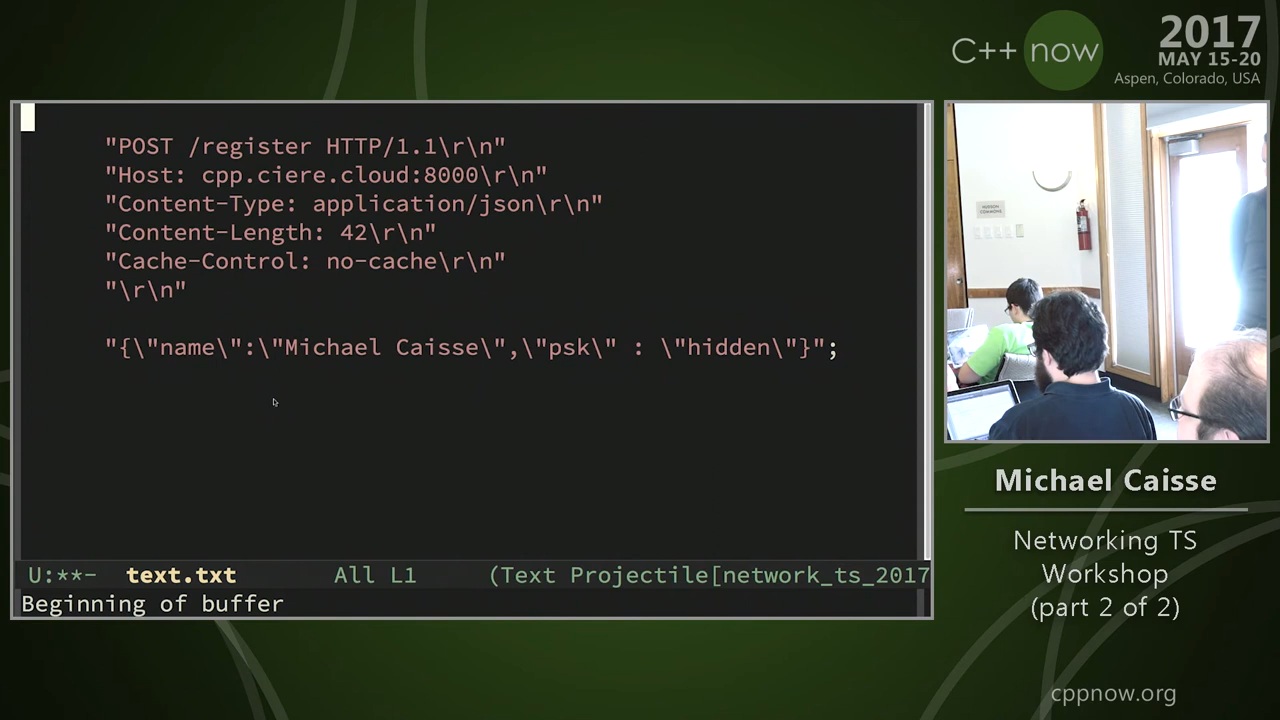 C++ now
2017
MAY 15-20
Aspen, Colorado, USA
"POST /register HTTP/1.1\r\n"
"Host: cpp.ciere.cloud:8000\r\n"
"Content-Type: application/json\r\n"
"Content-Length: 42\r\n"
"Cache-Control: no-cache\r\n"
"\r\n"
"{\"name\":\"Michael Caisse\",\"psk\" : \"hidden\"}";
U:**- text.txt All L1 (Text Projectile[network_ts_2017
Beginning of buffer
HUDSON
COMMONS
Michael Caisse
Networking TS
Workshop
(part 2 of 2)
cppnow.org